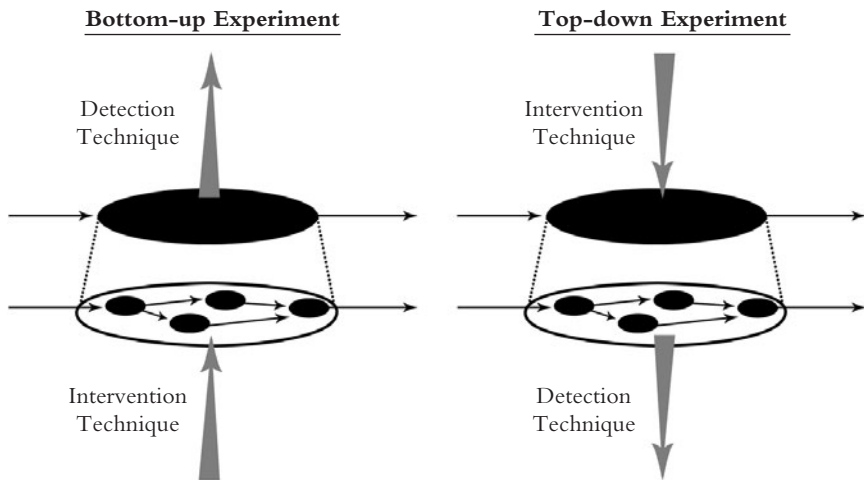 Bottom-up Experiment
Detection
Technique
Intervention
Technique
Top-down Experiment
Intervention
Technique
Detection
Technique